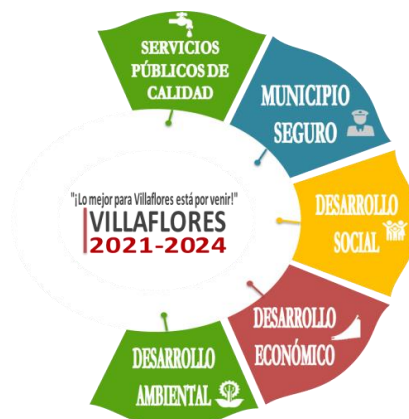 SERVICIOS
PÚBLICOS DE
CALIDAD
MUNICIPIO
SEGURO
"¡Lo mejor para Villaflores está por venir!"
VILLAFLORES
2021-2024
DESARROLLO
SOCIAL
DESARROLLO
ECONÓMICO
DESARROLLO
AMBIENTAL